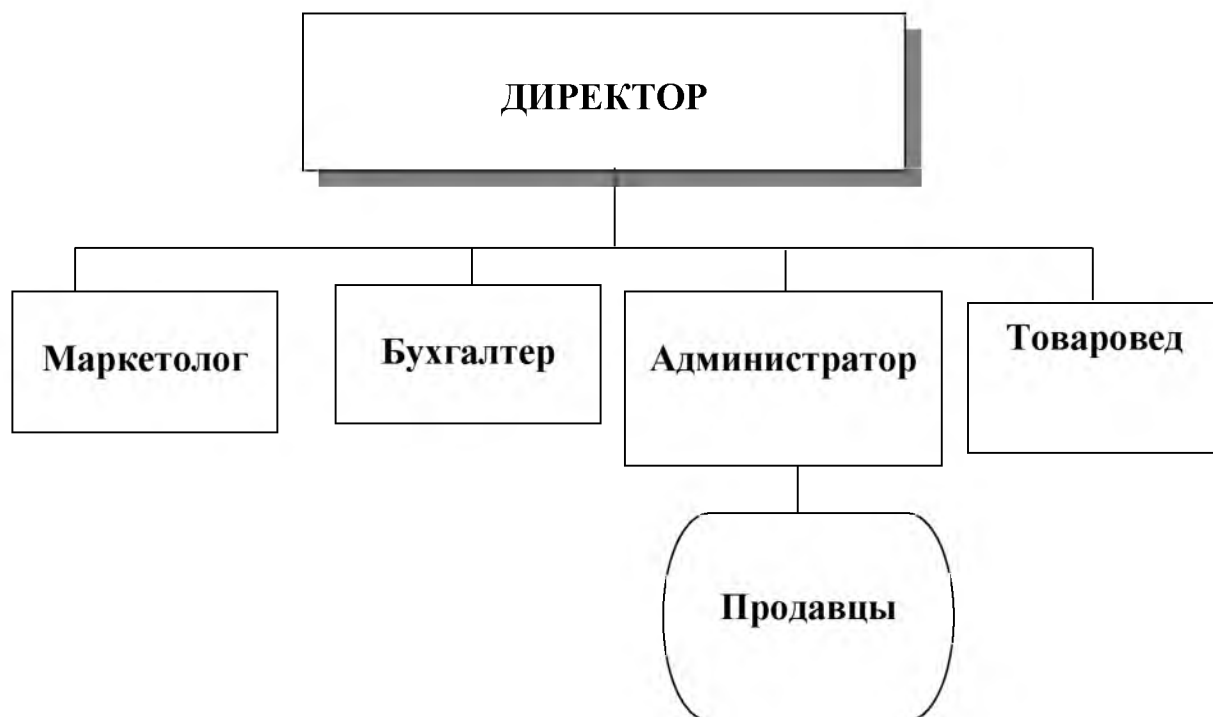 ДИРЕКТОР
Маркетолог
Бухгалтер
Администратор
Товаровед
Продавцы